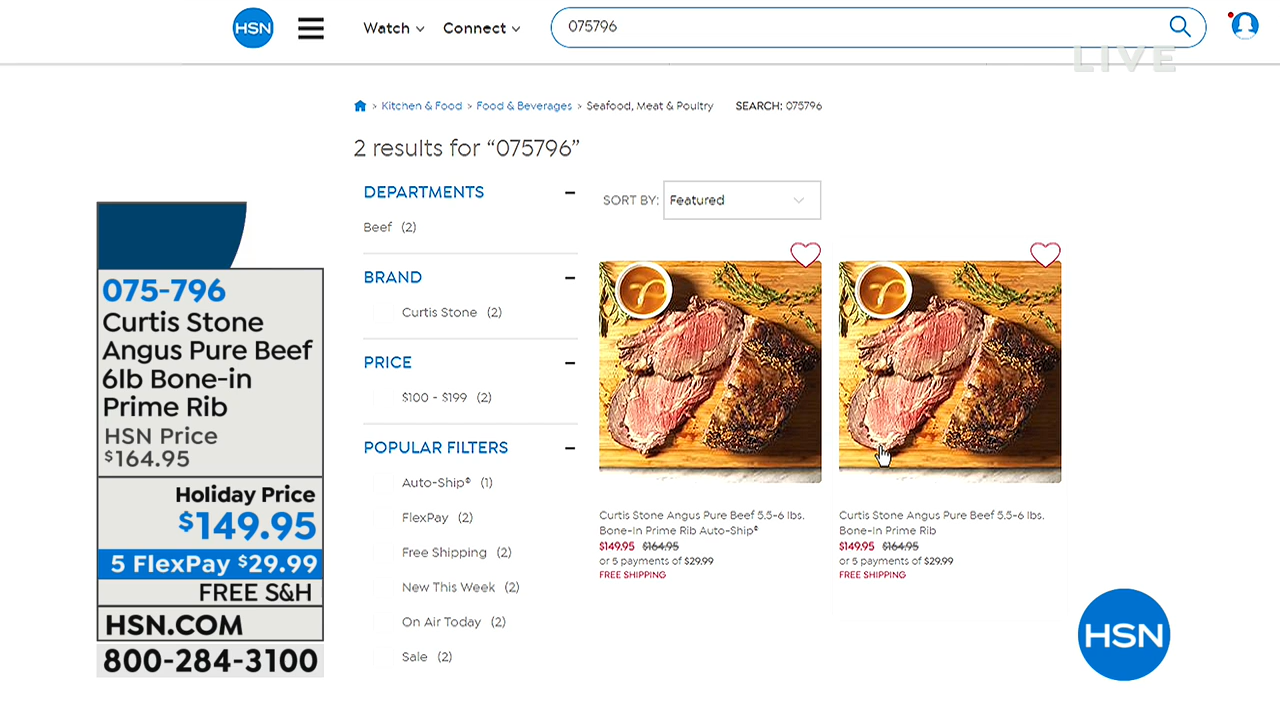 HSN
Watch
Connect
075796
LIVE
> Kitchen & Food > Food & Beverages > Seafood, Meat & Poultry
SEARCH: 075796
2 results for “075796”
DEPARTMENTS
Beef (2)
BRAND
Curtis Stone (2)
PRICE
$100 - $199 (2)
POPULAR FILTERS
Auto-Ship® (1)
FlexPay (2)
Free Shipping (2)
New This Week (2)
On Air Today (2)
Sale (2)
SORT BY: Featured
Curtis Stone Angus Pure Beef 5.5-6 lbs.
Bone-In Prime Rib Auto-Ship®
$149.95 $164.95
or 5 payments of $29.99
FREE SHIPPING
Curtis Stone Angus Pure Beef 5.5-6 lbs.
Bone-In Prime Rib
$149.95 $164.95
or 5 payments of $29.99
FREE SHIPPING
075-796
Curtis Stone
Angus Pure Beef
6lb Bone-in
Prime Rib
HSN Price
$164.95
Holiday Price
$149.95
5 FlexPay $29.99
FREE S&H
HSN.COM
800-284-3100
HSN